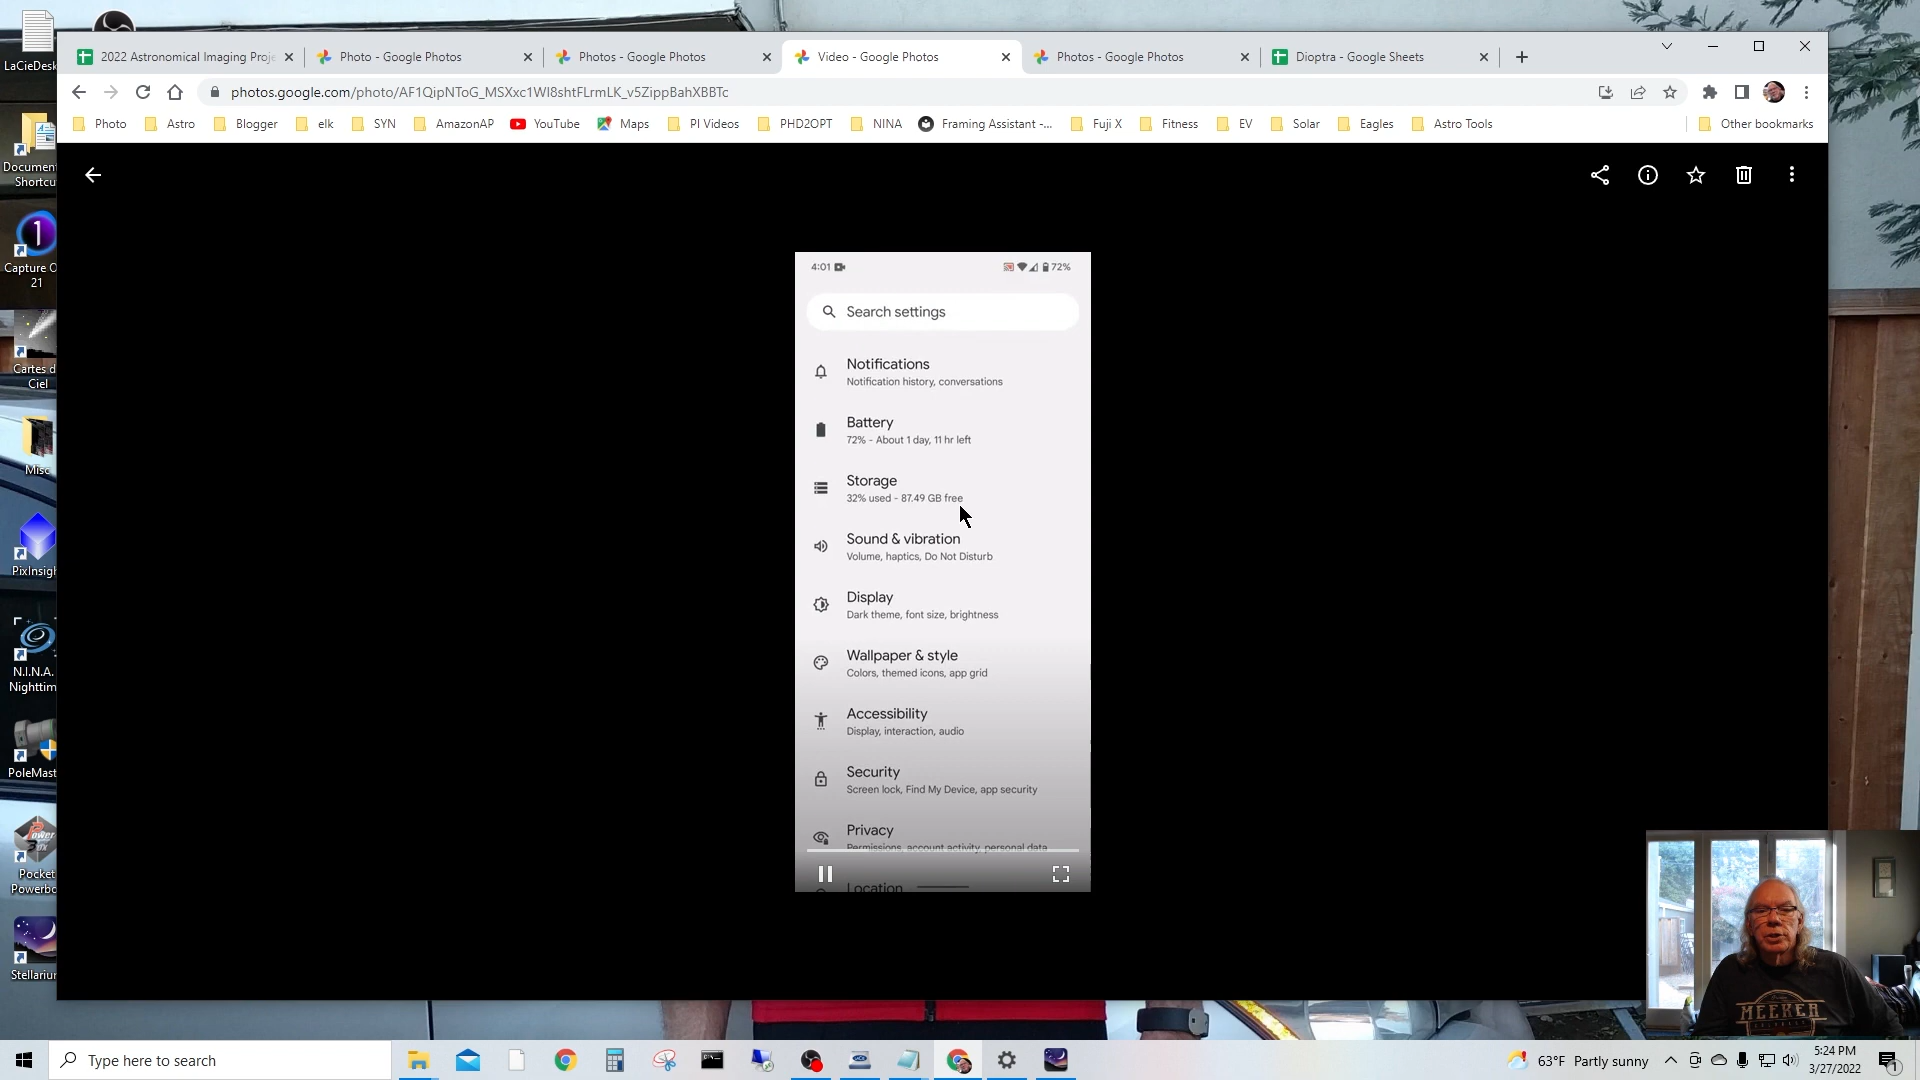 LaCieDesk
Documen
Shortcu
Capture O
21
Cartes d
Ciel
Misc
PixInsigh
N.I.N.A.
Nighttim
PoleMast
Pocket
Powerbo
Stellariun
2022 Astronomical Imaging Proje
Photo - Google Photos
Photos - Google Photos
Video - Google Photos
Photos - Google Photos
Dioptra - Google Sheets
photos.google.com/photo/AF1QipNToG_MSXxc1Wl8shtFLrmLK_v5ZippBahXBBTc
Photo Astro Blogger elk SYN AmazonAP YouTube Maps PI Videos PHD2OPT NINA Framing Assistant -... Fuji X Fitness EV Solar Eagles Astro Tools Other bookmarks
4:01 72%
Search settings
Notifications
Notification history, conversations
Battery
72% - About 1 day, 11 hr left
Storage
32% used - 87.49 GB free
Sound & vibration
Volume, haptics, Do Not Disturb
Display
Dark theme, font size, brightness
Wallpaper & style
Colors, themed icons, app grid
Accessibility
Display, interaction, audio
Security
Screen lock, Find My Device, app security
Privacy
Permissions, account activity, personal data
Location
MEEKER
Type here to search
63°F Partly sunny
5:24 PM
3/27/2022
1